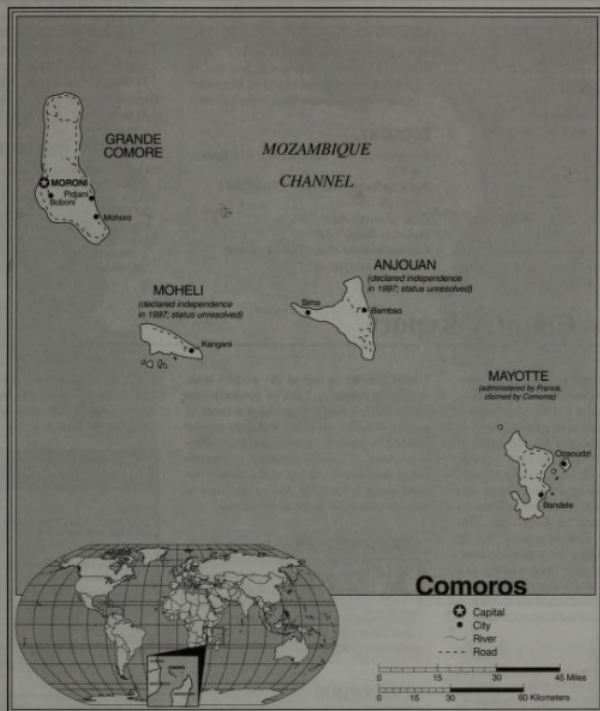 GRANDE
COMORE
MOZAMBIQUE
CHANNEL
MORONI
Pidjani
Boboni
Mohoro
ANJOUAN
(declared independence
in 1997; status unresolved)
MOHELI
(declared independence
in 1997; status unresolved)
Sima
Bambao
Kangani
MAYOTTE
(administered by France,
claimed by Comoros)
Dzaoudzi
Bandele
Comoros
Capital
City
River
Road
0 15 30 45 Miles
0 15 30 60 Kilometers